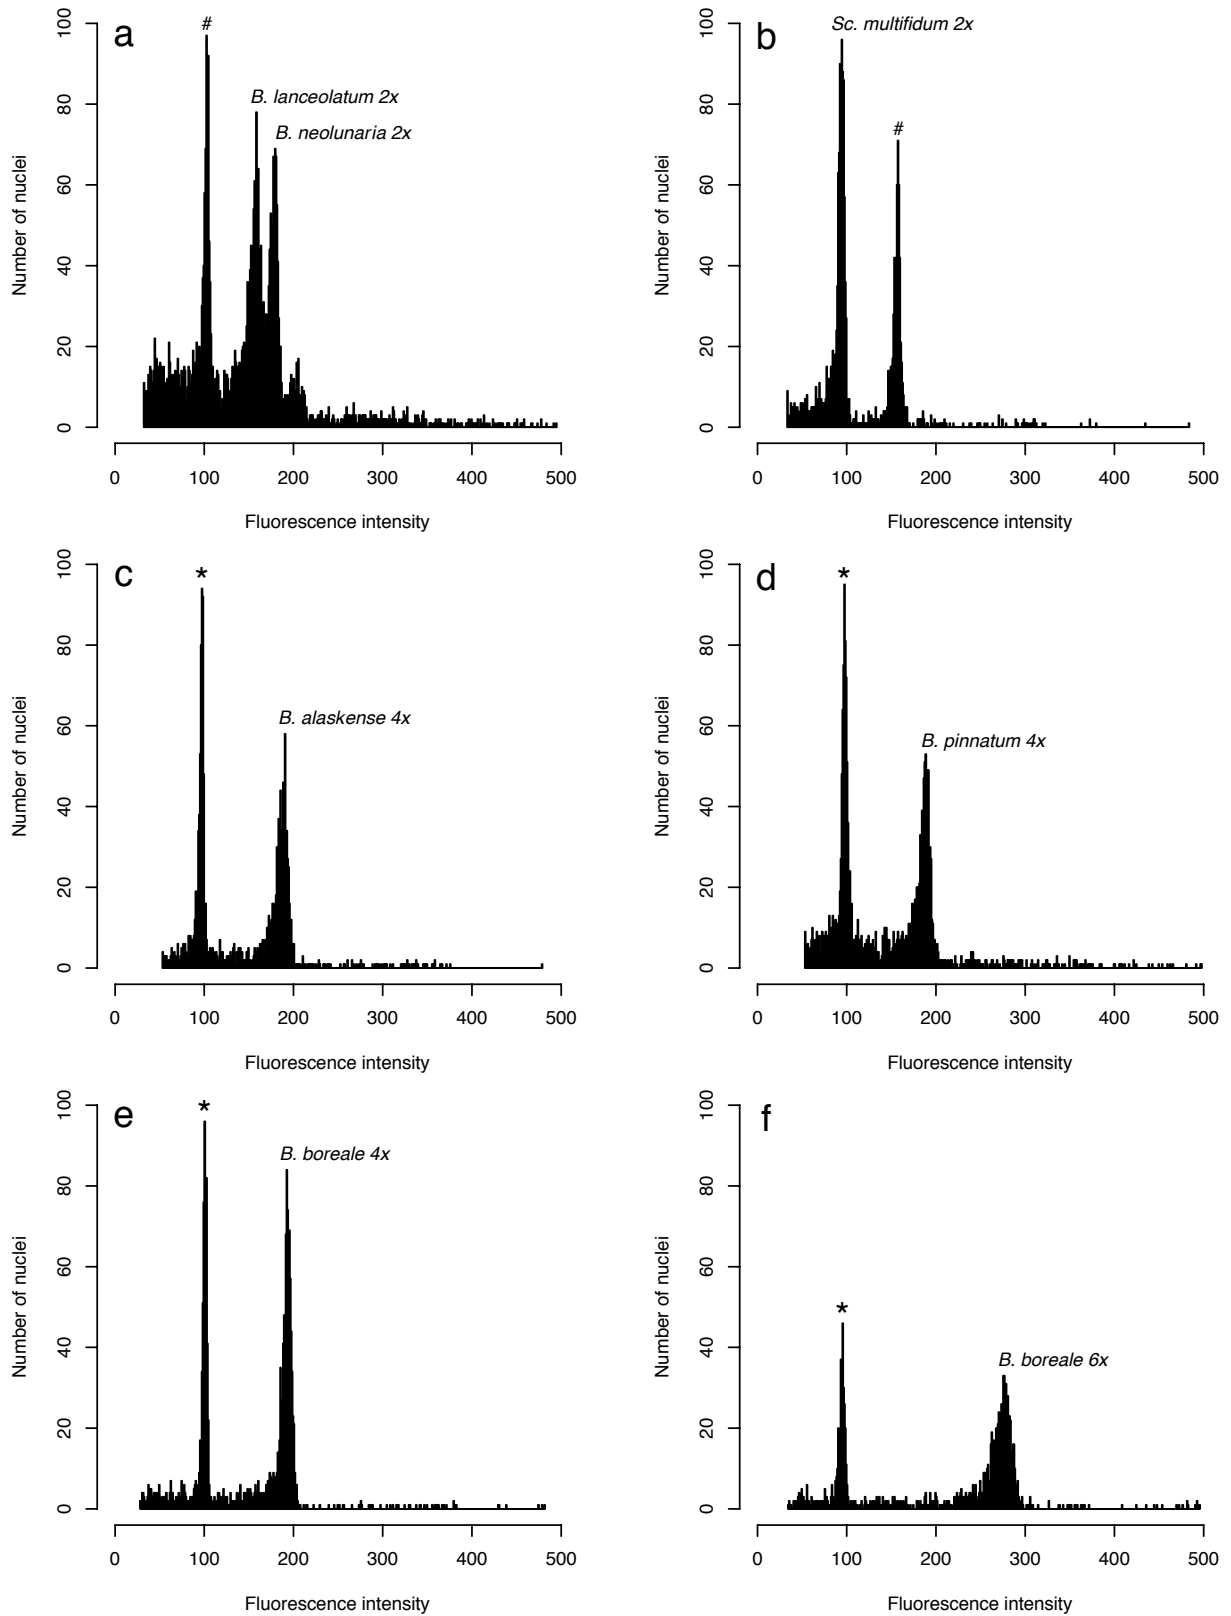 a
#
B. lanceolatum 2x
B. neolunaria 2x
Number of nuclei
0 20 40 60 80 100
0 100 200 300 400 500
Fluorescence intensity
b
Sc. multifidum 2x
#
Number of nuclei
0 20 40 60 80 100
0 100 200 300 400 500
Fluorescence intensity
c
*
B. alaskense 4x
Number of nuclei
0 20 40 60 80 100
0 100 200 300 400 500
Fluorescence intensity
d
*
B. pinnatum 4x
Number of nuclei
0 20 40 60 80 100
0 100 200 300 400 500
Fluorescence intensity
e
*
B. boreale 4x
Number of nuclei
0 20 40 60 80 100
0 100 200 300 400 500
Fluorescence intensity
f
*
B. boreale 6x
Number of nuclei
0 20 40 60 80 100
0 100 200 300 400 500
Fluorescence intensity